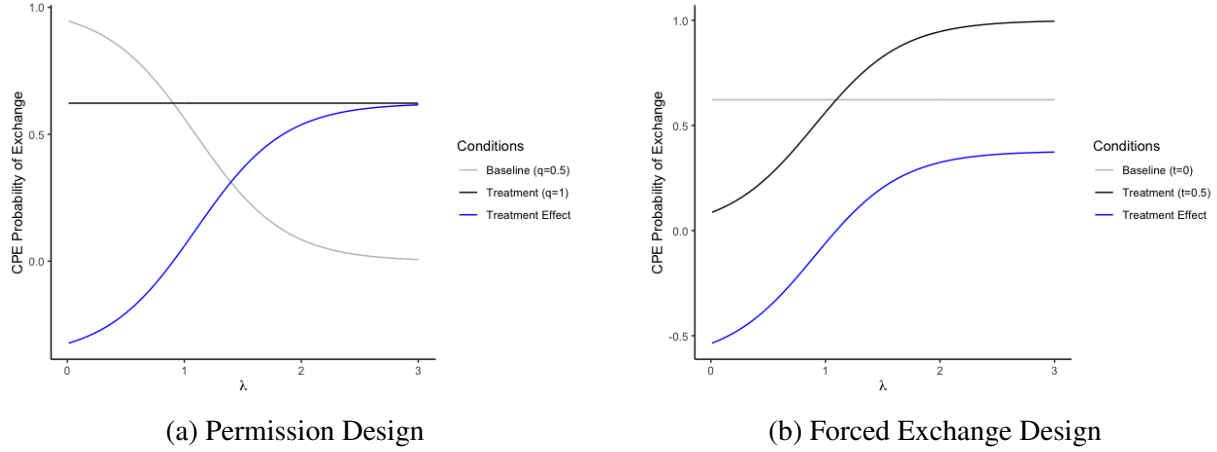 1.0
0.5
0.0
CPE Probability of Exchange
0
1
2
3
λ
Conditions
Baseline (q=0.5)
Treatment (q=1)
Treatment Effect
(a) Permission Design
1.0
0.5
0.0
-0.5
CPE Probability of Exchange
0
1
2
3
λ
Conditions
Baseline (t=0)
Treatment (t=0.5)
Treatment Effect
(b) Forced Exchange Design